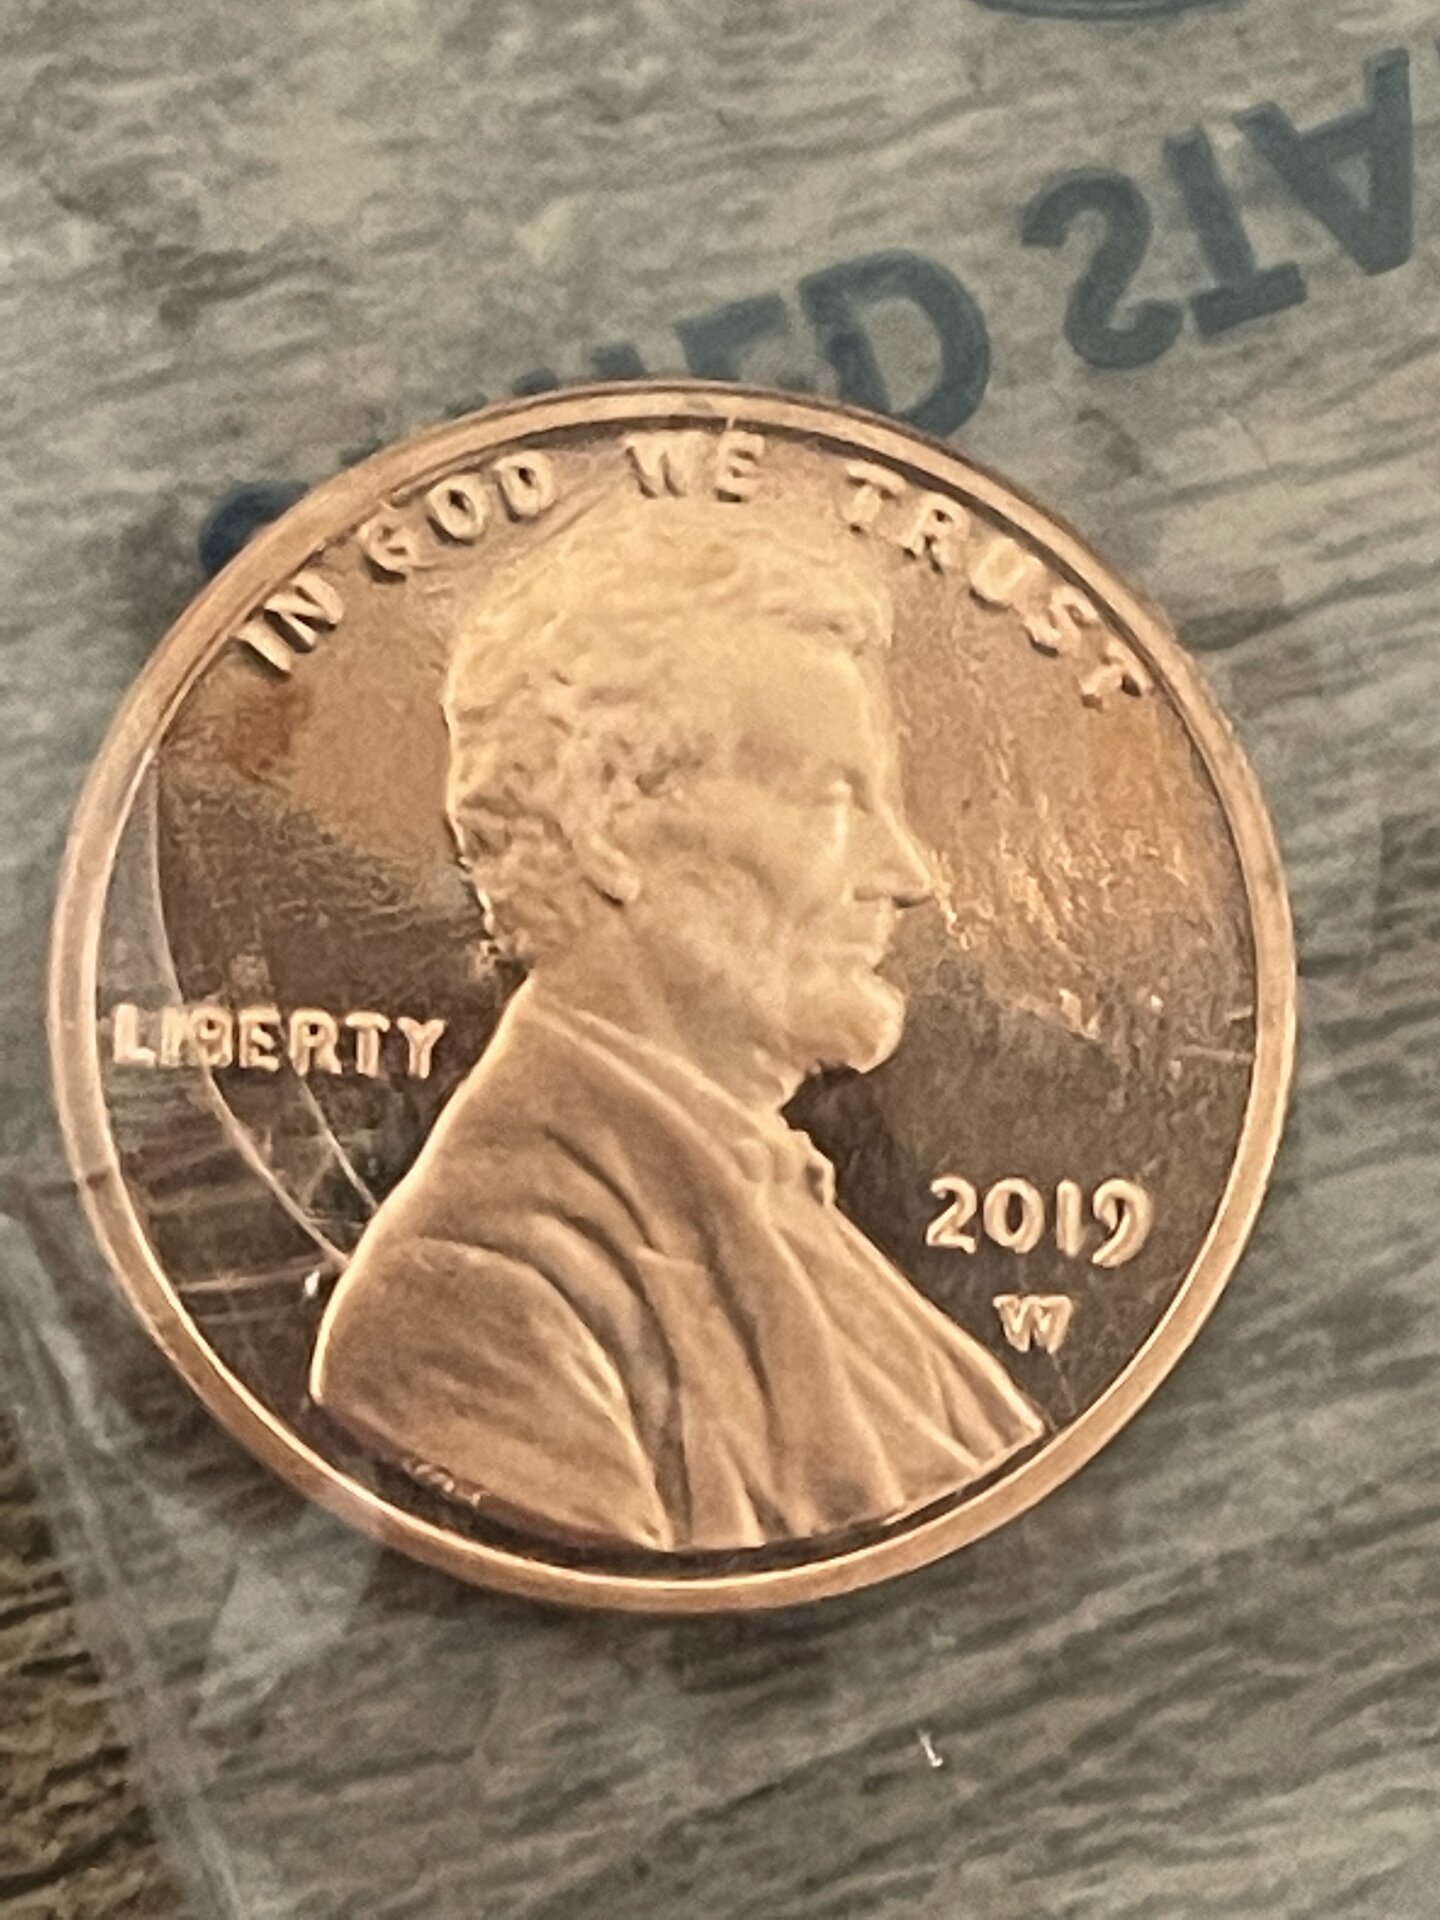 IN GOD WE TRUST
LIBERTY
2019
W